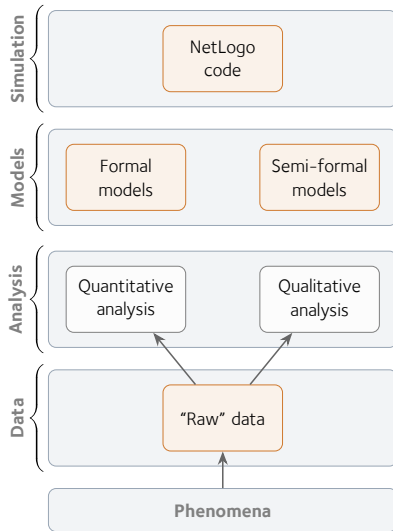 Simulation
NetLogo
code
Models
Formal
models
Semi-formal
models
Analysis
Quantitative
analysis
Qualitative
analysis
Data
“Raw” data
Phenomena